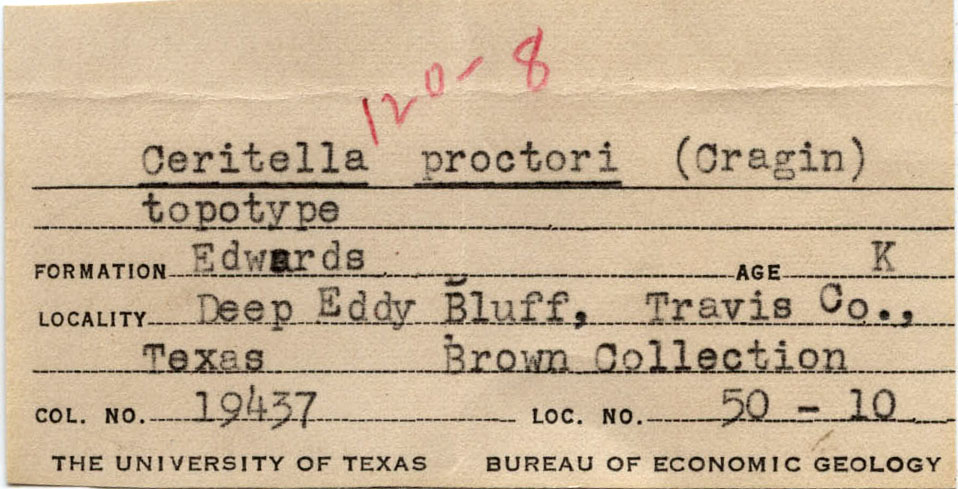 120-8
Ceritella proctori (Cragin)
topotype
FORMATION Edwards AGE K
LOCALITY Deep Eddy Bluff, Travis Co.,
Texas Brown Collection
COL. NO. 19437 LOC. NO. 50 - 10
THE UNIVERSITY OF TEXAS BUREAU OF ECONOMIC GEOLOGY